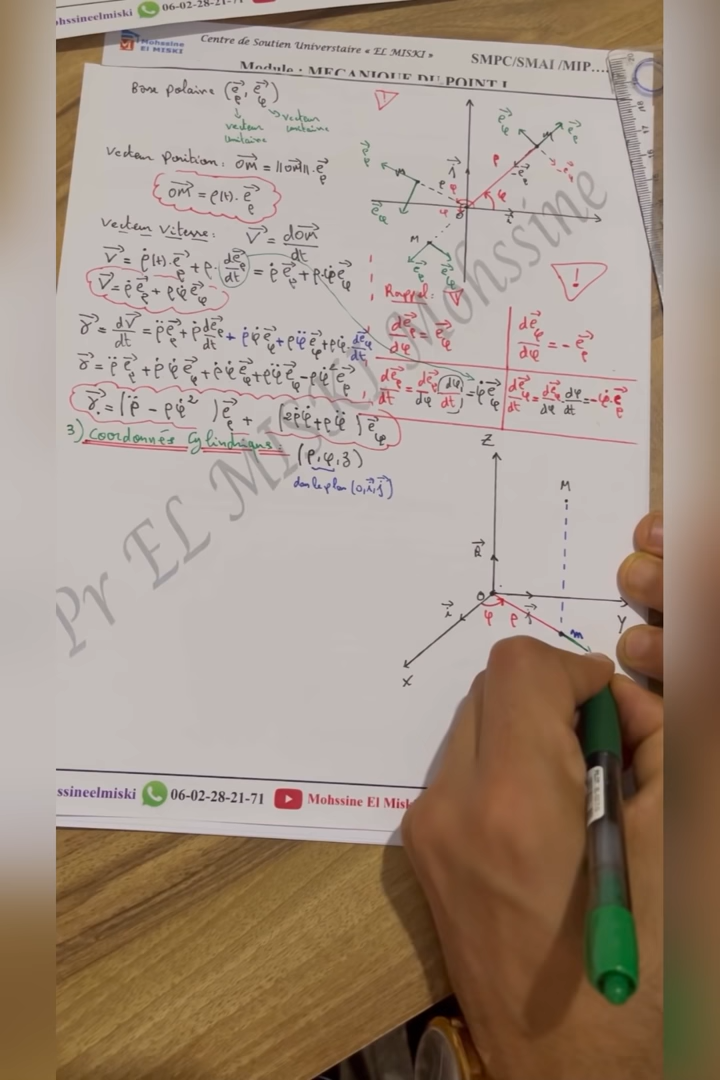 ohssineelmiski 06-02-28-21-71
Mohssine
El MISKI
Centre de Soutien Universtaire « EL MISKI »
SMPC/SMAI /MIP….
Module : MECANIQUE DU POINT I
Base polaire (e⃗ρ, e⃗φ)
vecteur
unitaire
vecteur
unitaire
Vecteur Position: OM⃗ = ||OM⃗||.e⃗ρ
OM⃗ = ρ(t).e⃗ρ
Vecteur Vitesse: V⃗ = dOM⃗/dt
V⃗ = ρ̇(t).e⃗ρ + ρ.de⃗ρ/dt = ρ̇e⃗ρ + ρφ̇e⃗φ
V⃗ = ρ̇e⃗ρ + ρφ̇e⃗φ
γ⃗ = dV⃗/dt = ρ̈e⃗ρ + ρ̇ de⃗ρ/dt + ρ̇φ̇e⃗φ + ρφ̈e⃗φ + ρφ̇.de⃗φ/dt
γ⃗ = ρ̈e⃗ρ + ρ̇φ̇e⃗φ + ρ̇φ̇e⃗φ + ρφ̈e⃗φ - ρφ̇²e⃗ρ
γ⃗ = (ρ̈ - ρφ̇²)e⃗ρ + (2ρ̇φ̇ + ρφ̈)e⃗φ
Rappel:
de⃗ρ/dφ = e⃗φ
de⃗φ/dφ = - e⃗ρ
de⃗ρ/dt = de⃗ρ/dφ (dφ/dt) = φ̇e⃗φ
de⃗φ/dt = de⃗φ/dφ . dφ/dt = -φ̇.e⃗ρ
3) Coordonnés Cylindriques: (ρ, φ, z)
dans le plan (O, i⃗, j⃗)
Z
M
k⃗
O
i⃗
φ
ρ
j⃗
m
Y
X
Pr EL MISKI Mohssine
ssineelmiski 06-02-28-21-71 Mohssine El Misk